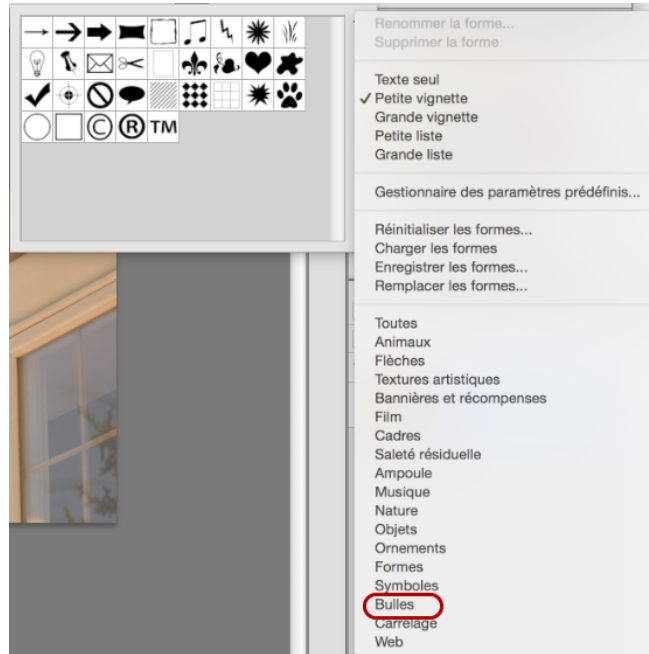 Renommer la forme...
Supprimer la forme
Texte seul
✓ Petite vignette
Grande vignette
Petite liste
Grande liste
Gestionnaire des paramètres prédéfinis...
Réinitialiser les formes...
Charger les formes
Enregistrer les formes...
Remplacer les formes...
Toutes
Animaux
Flèches
Textures artistiques
Bannières et récompenses
Film
Cadres
Saleté résiduelle
Ampoule
Musique
Nature
Objets
Ornements
Formes
Symboles
Bulles
Carrelage
Web
© ® TM